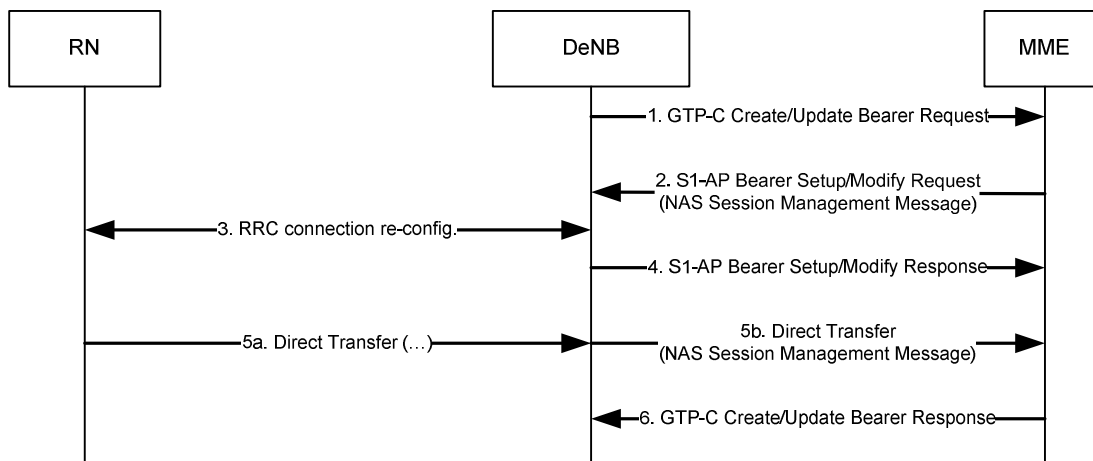 RN
DeNB
MME
1. GTP-C Create/Update Bearer Request
2. S1-AP Bearer Setup/Modify Request
(NAS Session Management Message)
3. RRC connection re-config.
4. S1-AP Bearer Setup/Modify Response
5a. Direct Transfer (...)
5b. Direct Transfer
(NAS Session Management Message)
6. GTP-C Create/Update Bearer Response